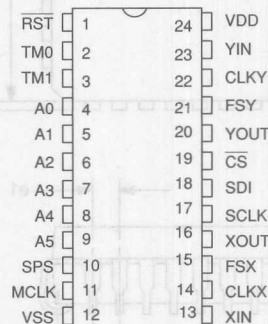 RST 1 24 VDD
TM0 2 23 YIN
TM1 3 22 CLKY
A0 4 21 FSY
A1 5 20 YOUT
A2 6 19 CS
A3 7 18 SDI
A4 8 17 SCLK
A5 9 16 XOUT
SPS 10 15 FSX
MCLK 11 14 CLKX
VSS 12 13 XIN